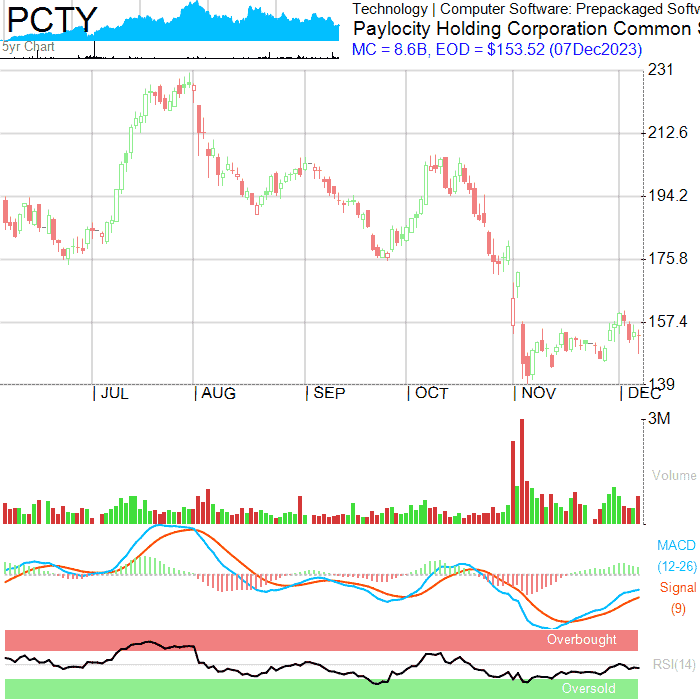 PCTY
5yr Chart
Technology | Computer Software: Prepackaged Softw
Paylocity Holding Corporation Common S
MC = 8.6B, EOD = $153.52 (07Dec2023)
231
212.6
194.2
175.8
157.4
139
| JUL | AUG | SEP | OCT | NOV | DEC
3M
Volume
MACD
(12-26)
Signal
(9)
Overbought
RSI(14)
Oversold